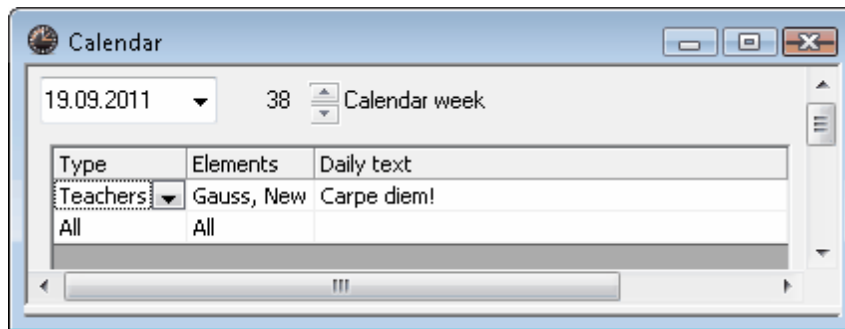 Calendar
19.09.2011 38 Calendar week
Type Elements Daily text
Teachers Gauss, New Carpe diem!
All All